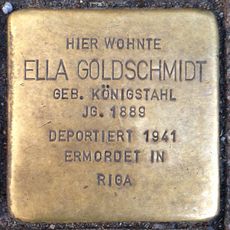 HIER WOHNTE
ELLA GOLDSCHMIDT
GEB. KÖNIGSTAHL
JG. 1889
DEPORTIERT 1941
ERMORDET IN
RIGA